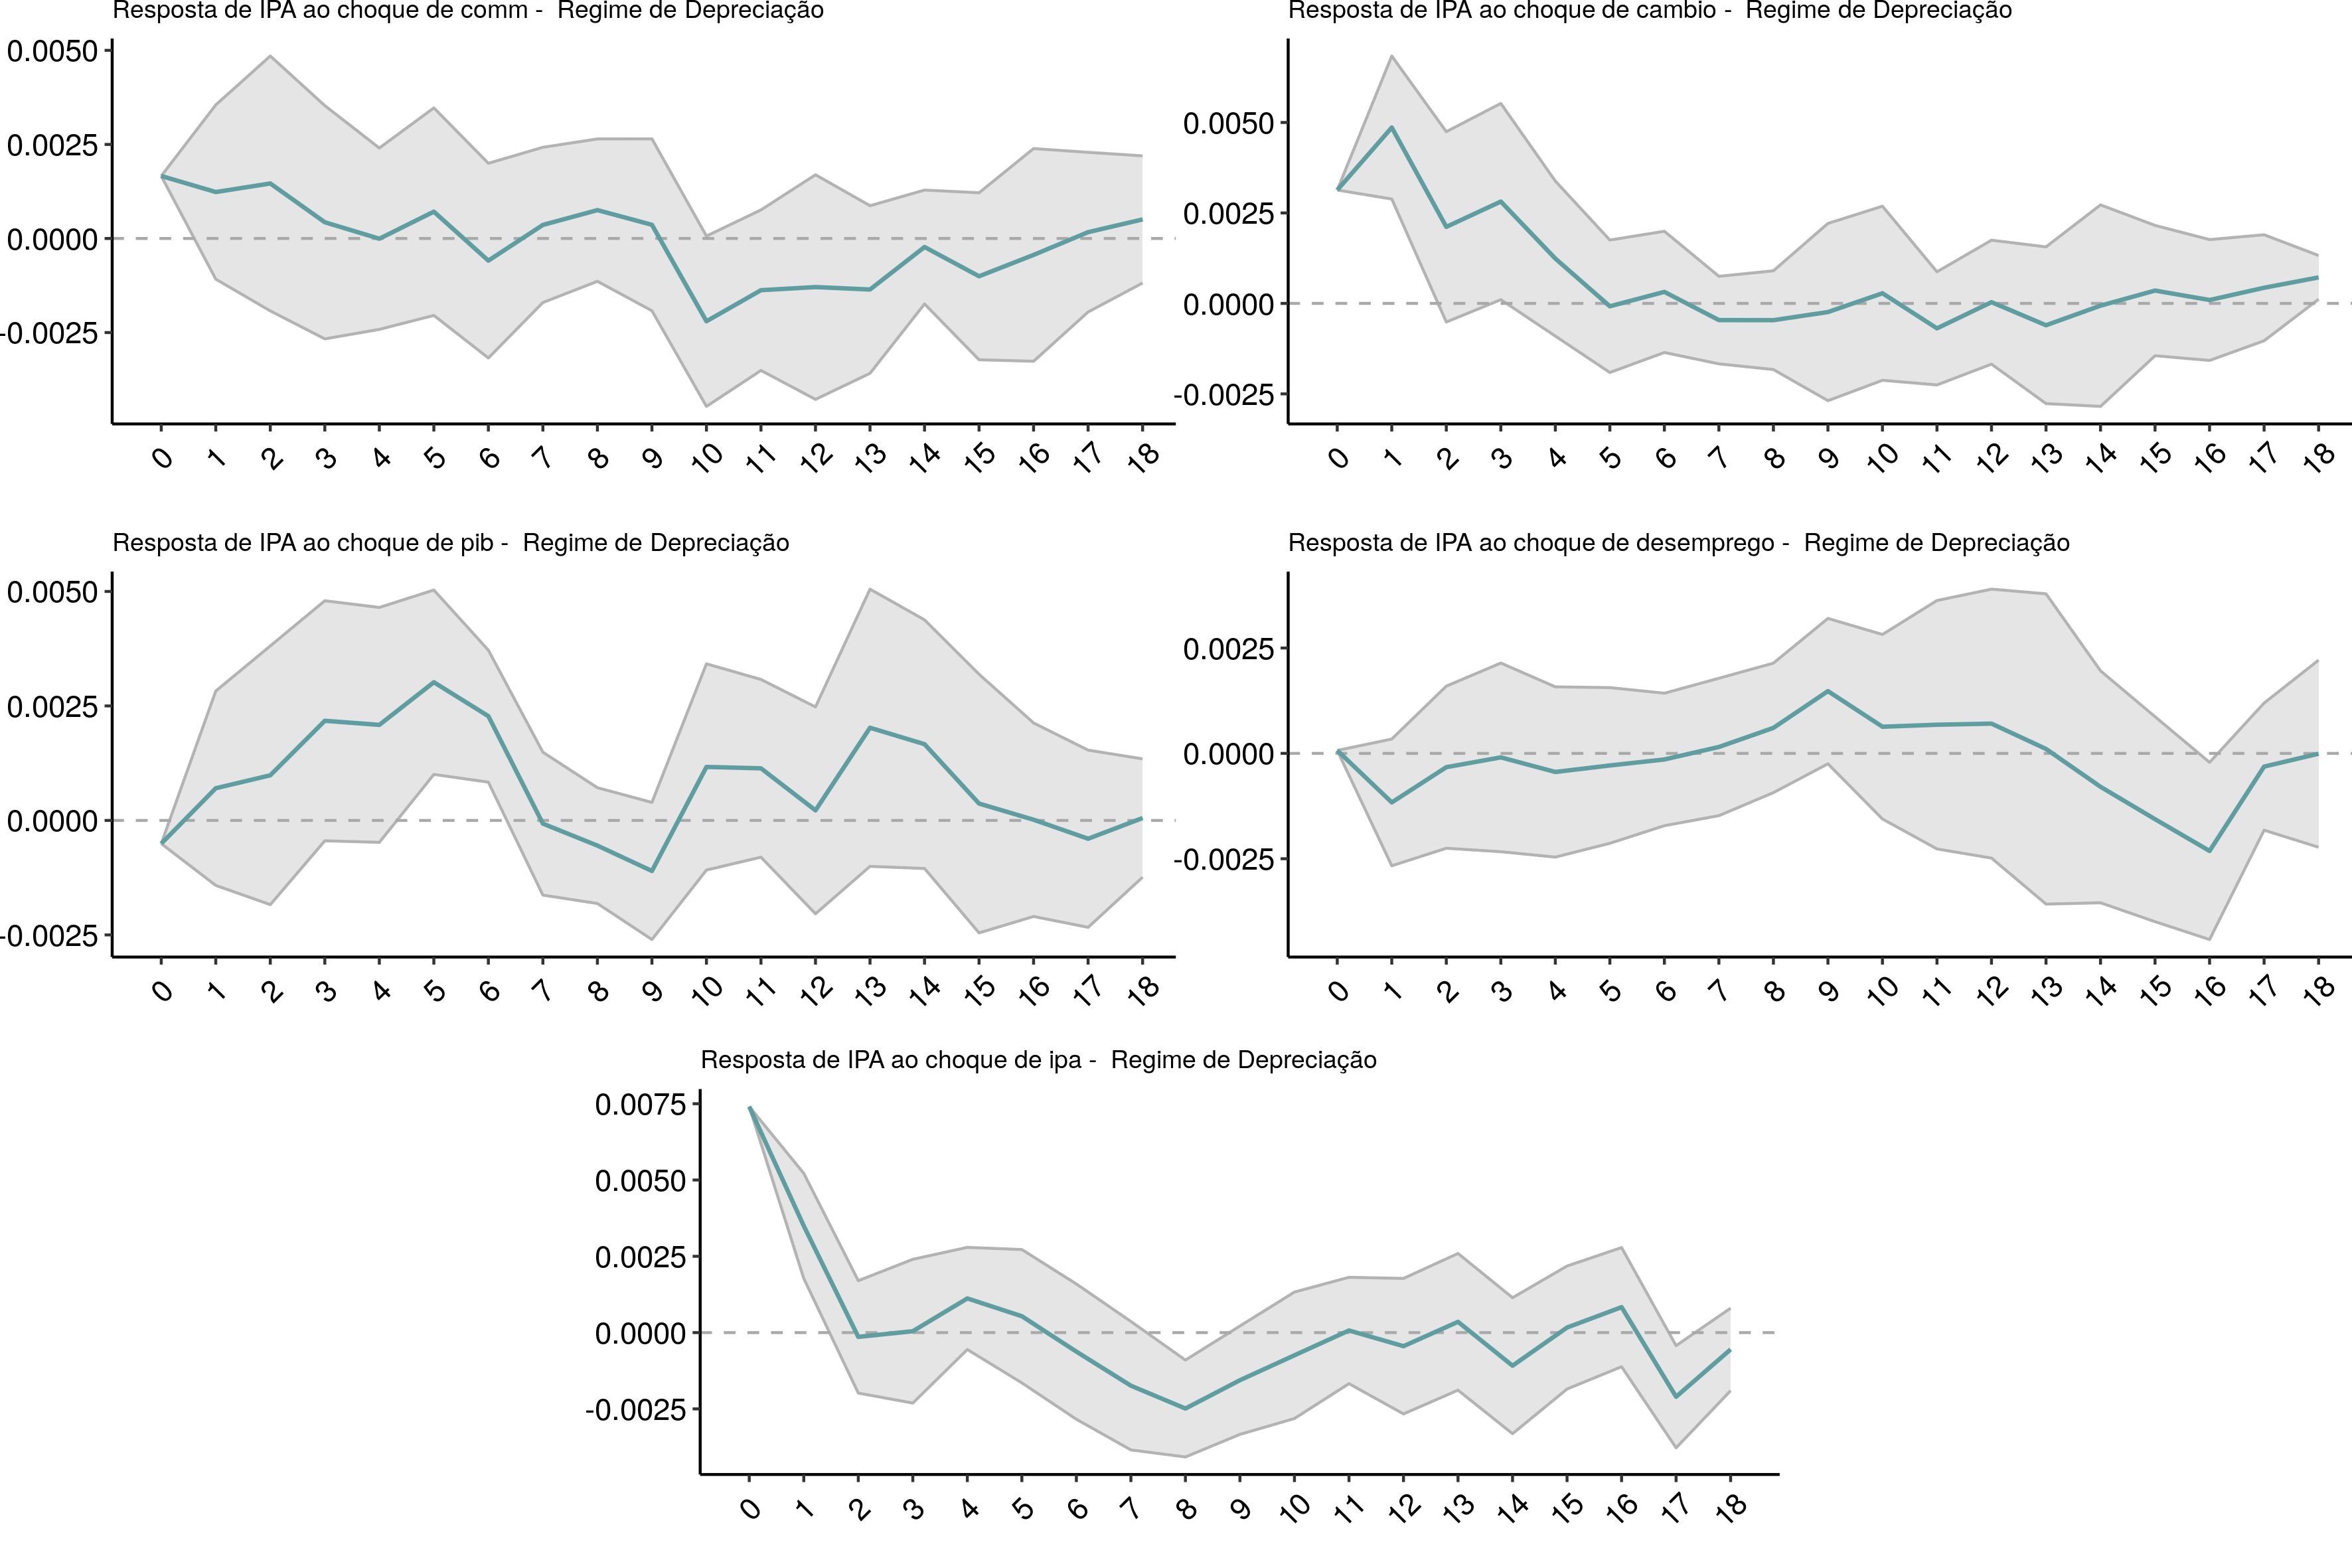 Resposta de IPA ao choque de comm -  Regime de Depreciação
0.0050
0.0025
0.0000
-0.0025
0 1 2 3 4 5 6 7 8 9 10 11 12 13 14 15 16 17 18
Resposta de IPA ao choque de cambio -  Regime de Depreciação
0.0050
0.0025
0.0000
-0.0025
0 1 2 3 4 5 6 7 8 9 10 11 12 13 14 15 16 17 18
Resposta de IPA ao choque de pib -  Regime de Depreciação
0.0050
0.0025
0.0000
-0.0025
0 1 2 3 4 5 6 7 8 9 10 11 12 13 14 15 16 17 18
Resposta de IPA ao choque de desemprego -  Regime de Depreciação
0.0025
0.0000
-0.0025
0 1 2 3 4 5 6 7 8 9 10 11 12 13 14 15 16 17 18
Resposta de IPA ao choque de ipa -  Regime de Depreciação
0.0075
0.0050
0.0025
0.0000
-0.0025
0 1 2 3 4 5 6 7 8 9 10 11 12 13 14 15 16 17 18